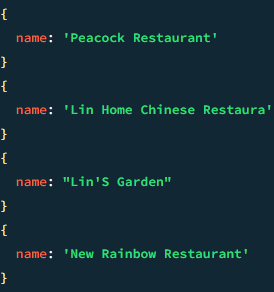 {
name: 'Peacock Restaurant'
}
{
name: 'Lin Home Chinese Restaura'
}
{
name: "Lin'S Garden"
}
{
name: 'New Rainbow Restaurant'
}